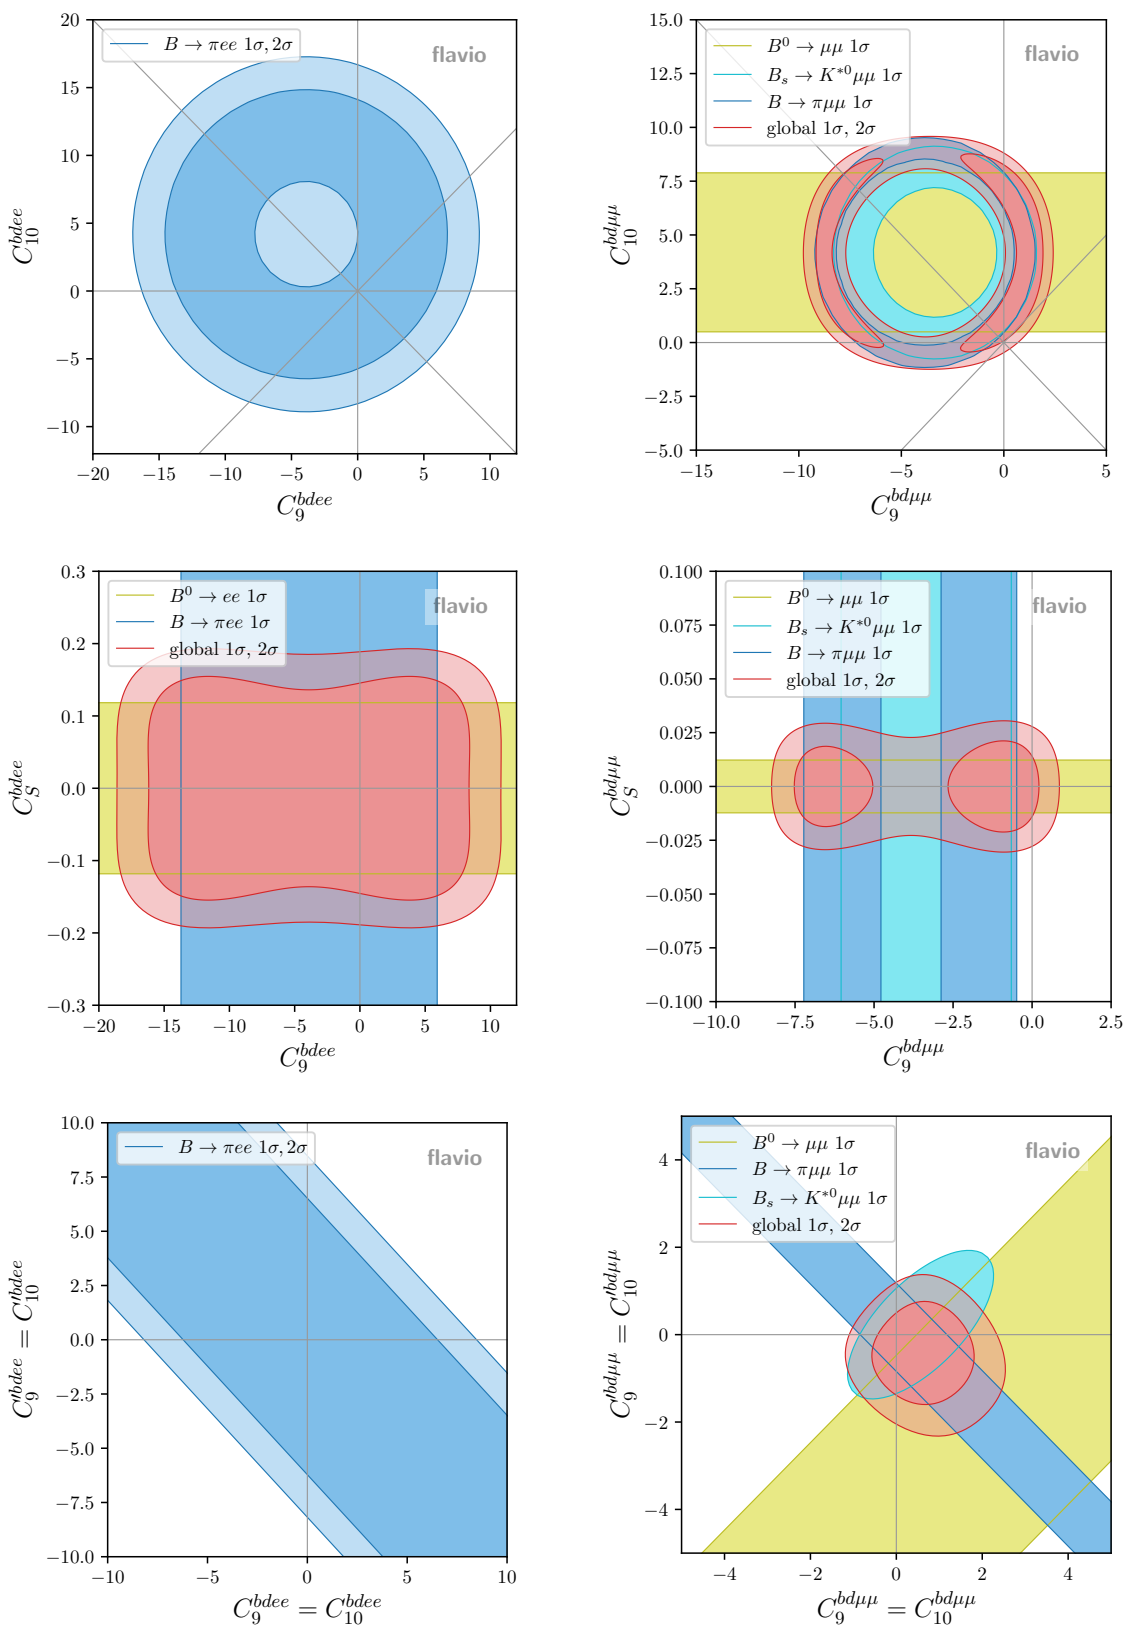 B → πee 1σ, 2σ
flavio
20
15
10
5
0
−5
−10
−20
−15
−10
−5
0
5
10
C_10^{bdee}
C_9^{bdee}
B⁰ → μμ 1σ
B_s → K*⁰μμ 1σ
B → πμμ 1σ
global 1σ, 2σ
flavio
15.0
12.5
10.0
7.5
5.0
2.5
0.0
−2.5
−5.0
−15
−10
−5
0
5
C_10^{bdμμ}
C_9^{bdμμ}
B⁰ → ee 1σ
B → πee 1σ
global 1σ, 2σ
flavio
0.3
0.2
0.1
0.0
−0.1
−0.2
−0.3
−20
−15
−10
−5
0
5
10
C_S^{bdee}
C_9^{bdee}
B⁰ → μμ 1σ
B_s → K*⁰μμ 1σ
B → πμμ 1σ
global 1σ, 2σ
flavio
0.100
0.075
0.050
0.025
0.000
−0.025
−0.050
−0.075
−0.100
−10.0
−7.5
−5.0
−2.5
0.0
2.5
C_S^{bdμμ}
C_9^{bdμμ}
B → πee 1σ, 2σ
flavio
10.0
7.5
5.0
2.5
0.0
−2.5
−5.0
−7.5
−10.0
−10
−5
0
5
10
C_9'^{bdee} = C_10'^{bdee}
C_9^{bdee} = C_10^{bdee}
B⁰ → μμ 1σ
B → πμμ 1σ
B_s → K*⁰μμ 1σ
global 1σ, 2σ
flavio
4
2
0
−2
−4
−4
−2
0
2
4
C_9'^{bdμμ} = C_10'^{bdμμ}
C_9^{bdμμ} = C_10^{bdμμ}